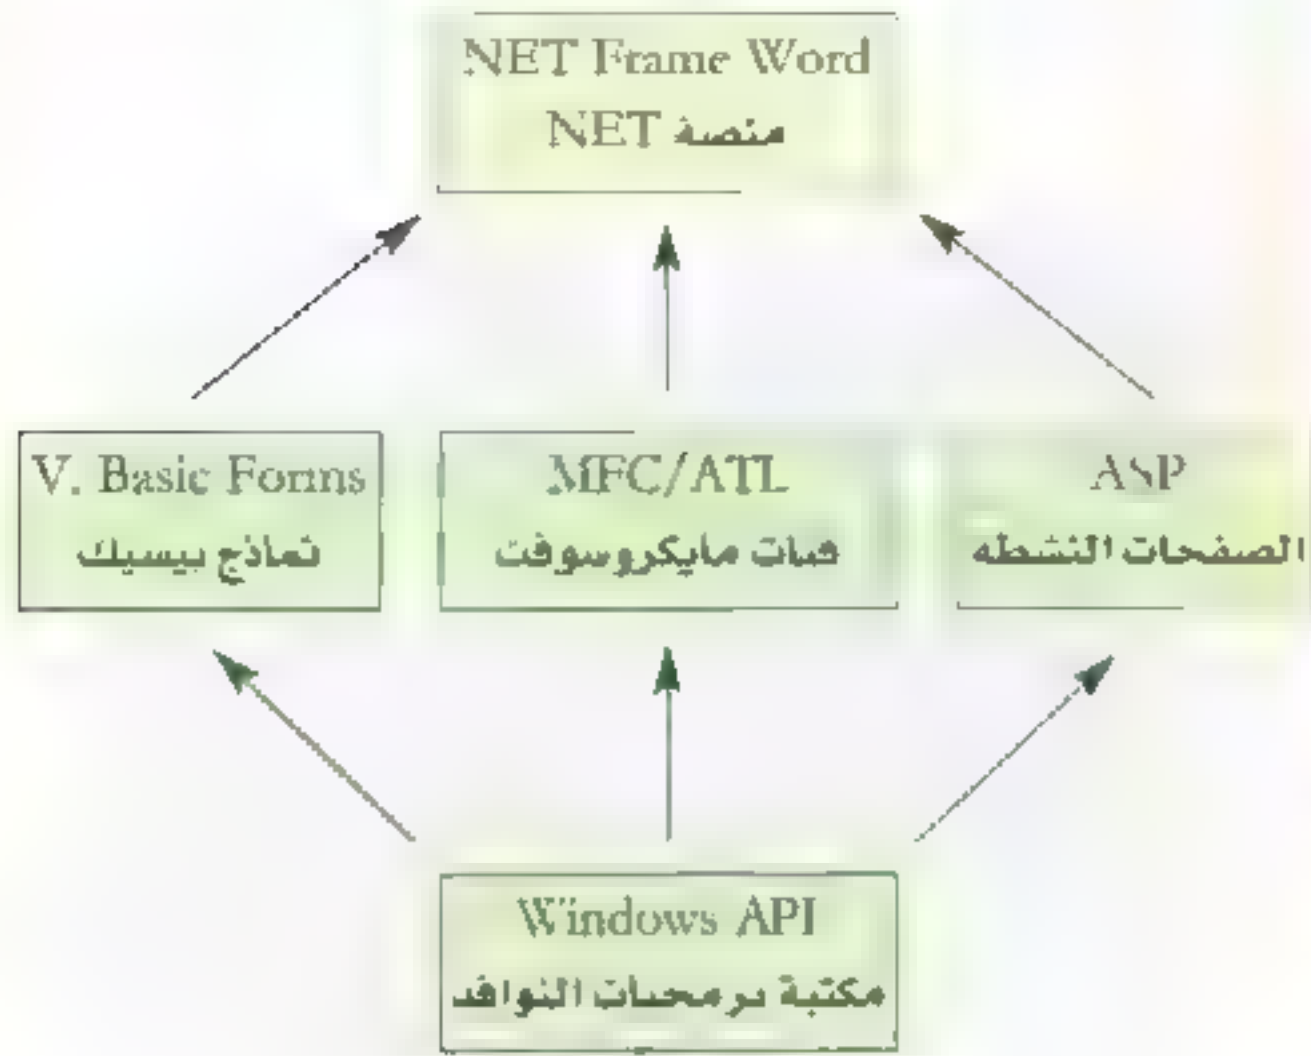 NET Frame Word
منصة NET
V. Basic Forms
نماذج بيسيك
MFC/ATL
فئات مايكروسوفت
ASP
الصفحات النشطه
Windows API
مكتبة برمجيات النوافذ